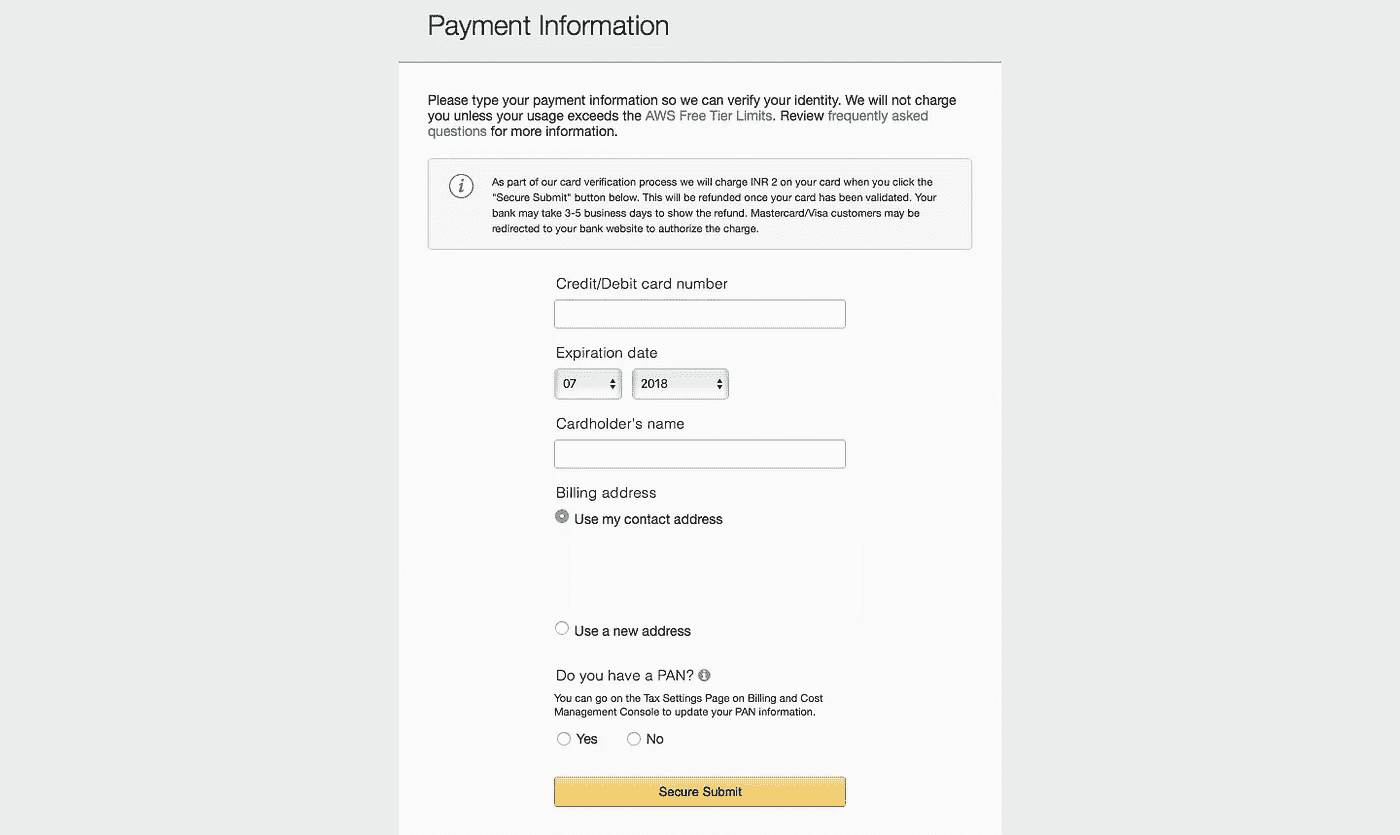 Payment Information
Please type your payment information so we can verify your identity. We will not charge
you unless your usage exceeds the AWS Free Tier Limits. Review frequently asked
questions for more information.
As part of our card verification process we will charge INR 2 on your card when you click the
"Secure Submit" button below. This will be refunded once your card has been validated. Your
bank may take 3-5 business days to show the refund. Mastercard/Visa customers may be
redirected to your bank website to authorize the charge.
Credit/Debit card number
Expiration date
07 2018
Cardholder's name
Billing address
Use my contact address
Use a new address
Do you have a PAN?
You can go on the Tax Settings Page on Billing and Cost
Management Console to update your PAN information.
Yes No
Secure Submit